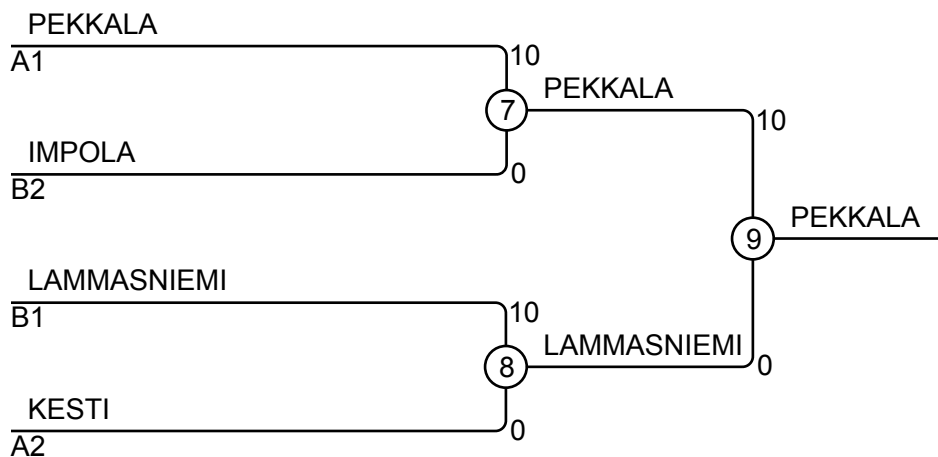 PEKKALA
A1
10
7
PEKKALA
10
IMPOLA
B2
0
9
PEKKALA
LAMMASNIEMI
B1
10
8
LAMMASNIEMI
0
KESTI
A2
0